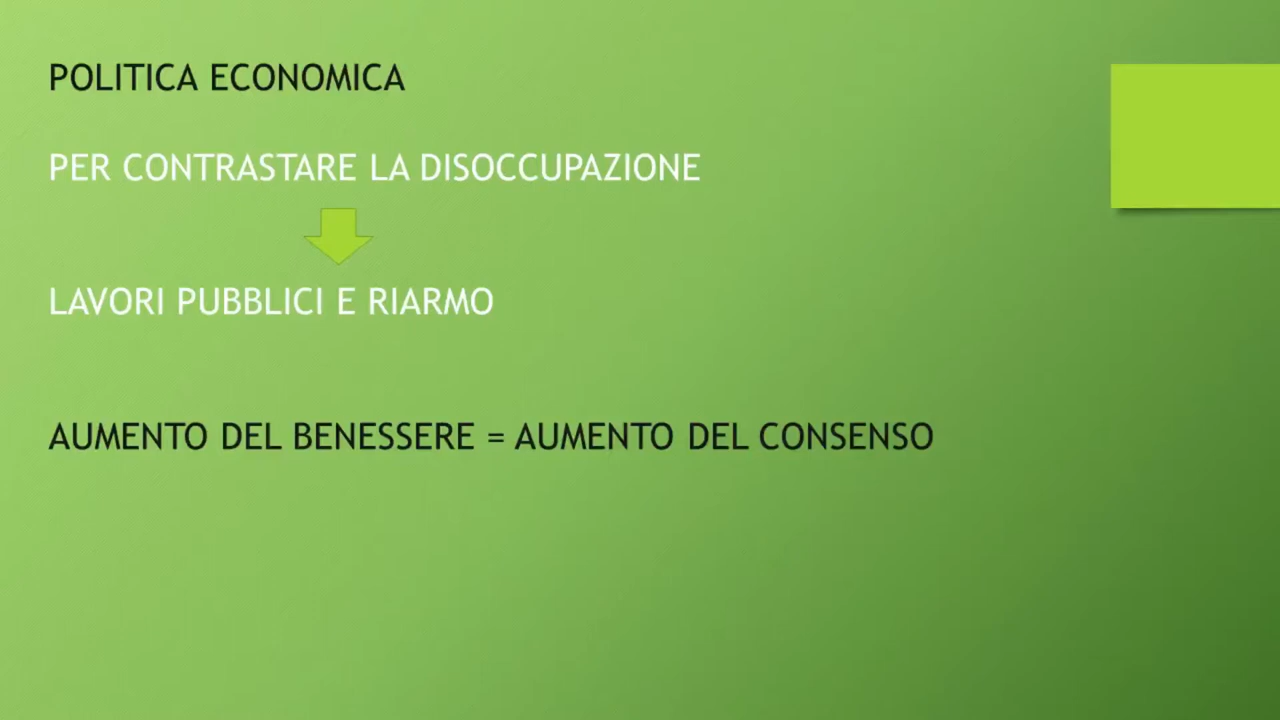 POLITICA ECONOMICA
PER CONTRASTARE LA DISOCCUPAZIONE
LAVORI PUBBLICI E RIARMO
AUMENTO DEL BENESSERE = AUMENTO DEL CONSENSO